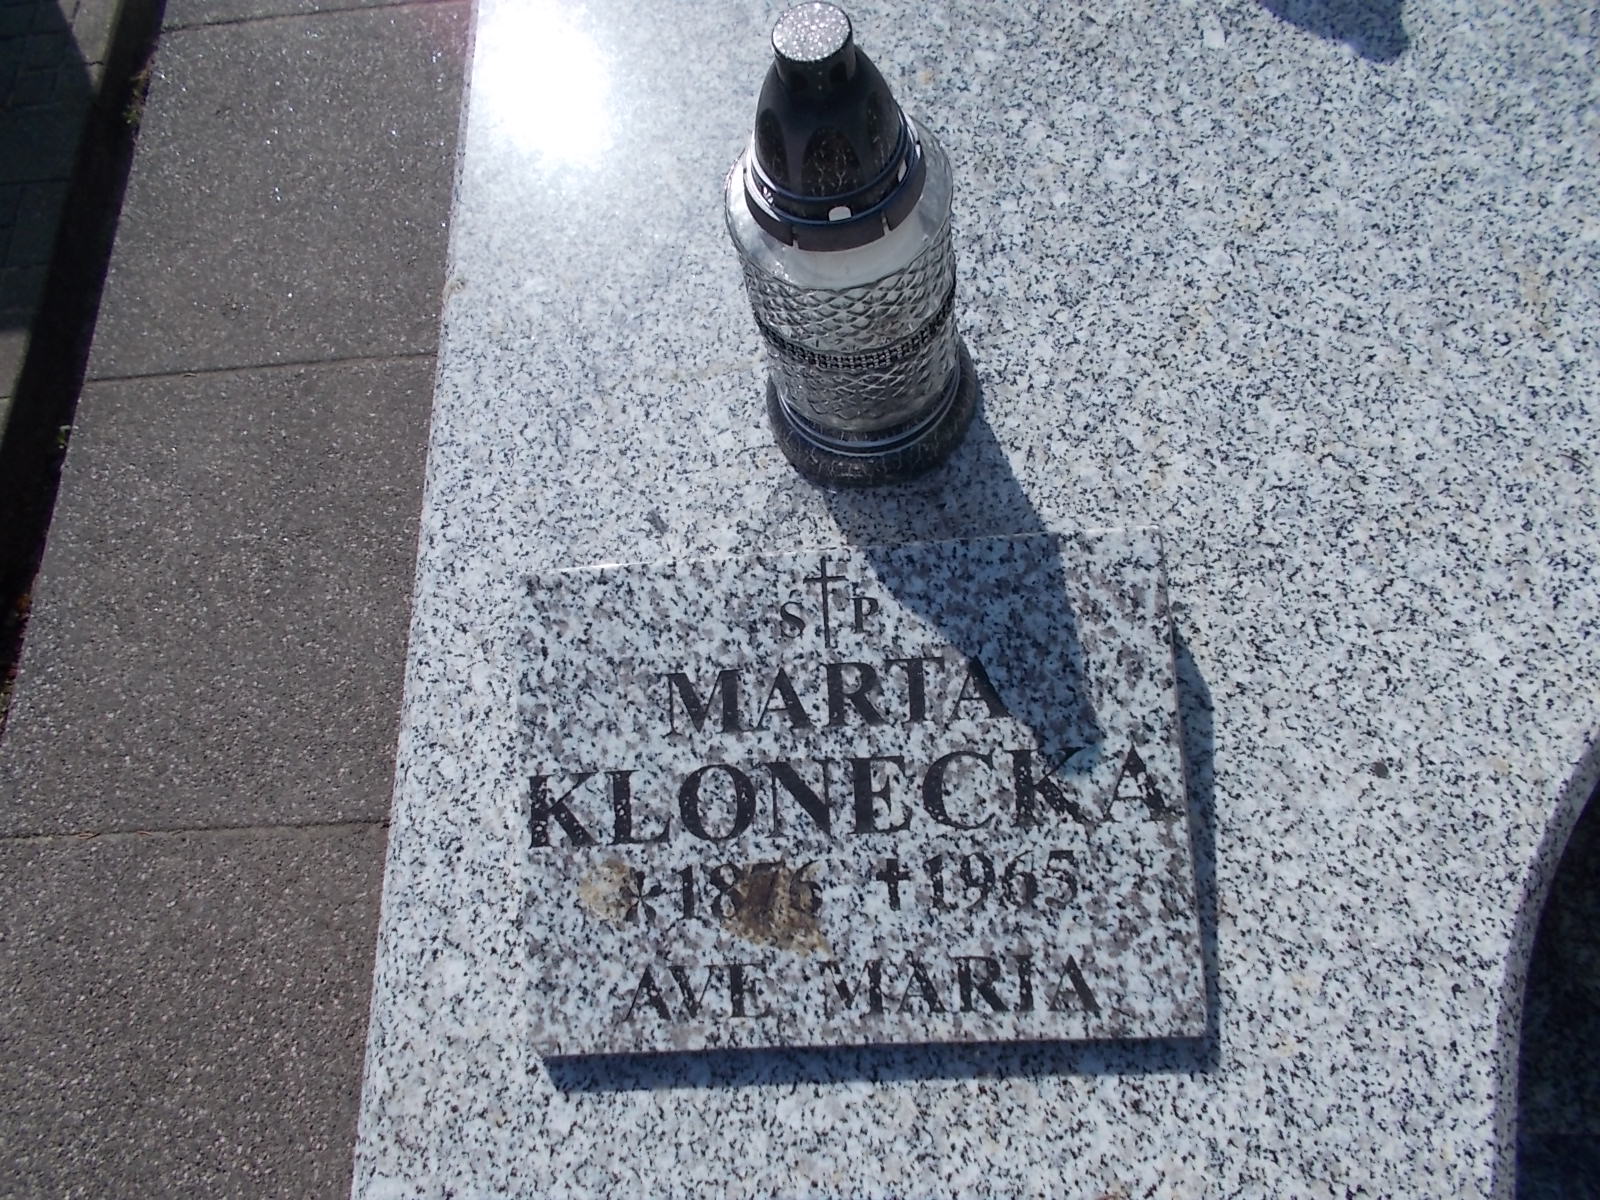 Ś P
MARTA
KLONECKA
*1876 †1965
AVE MARIA